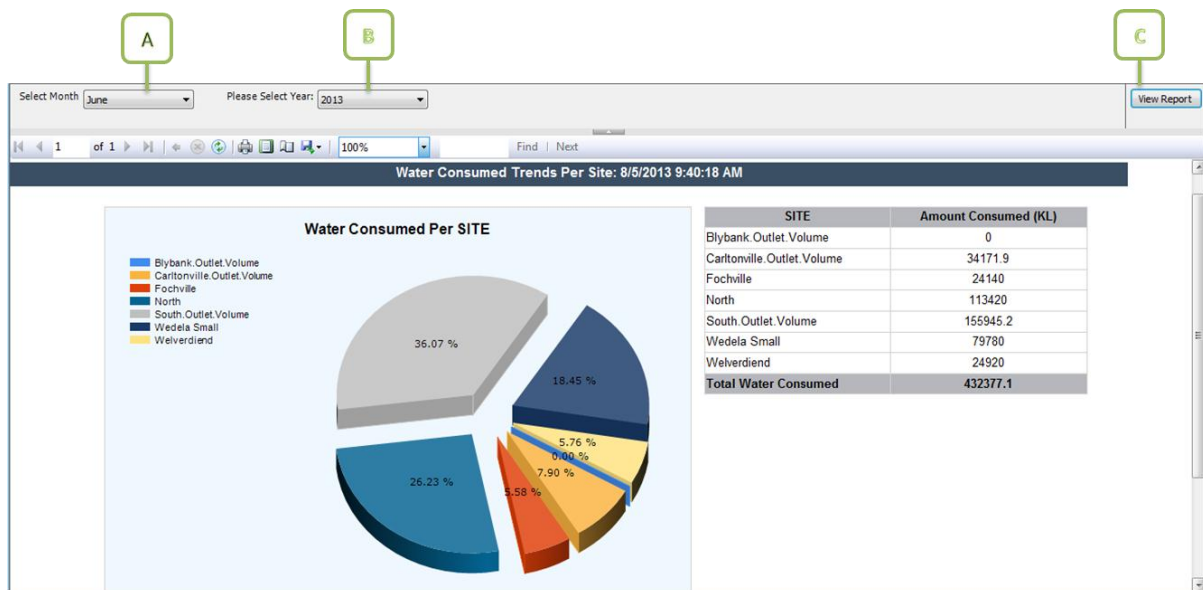 A
B
C
Select Month June
Please Select Year: 2013
View Report
1 of 1
100%
Find | Next
Water Consumed Trends Per Site: 8/5/2013 9:40:18 AM
Water Consumed Per SITE
Blybank.Outlet.Volume
Carltonville.Outlet.Volume
Fochville
North
South.Outlet.Volume
Wedela Small
Welverdiend
36.07 %
18.45 %
5.76 %
0.00 %
7.90 %
5.58 %
26.23 %
SITE Amount Consumed (KL)
Blybank.Outlet.Volume 0
Carltonville.Outlet.Volume 34171.9
Fochville 24140
North 113420
South.Outlet.Volume 155945.2
Wedela Small 79780
Welverdiend 24920
Total Water Consumed 432377.1